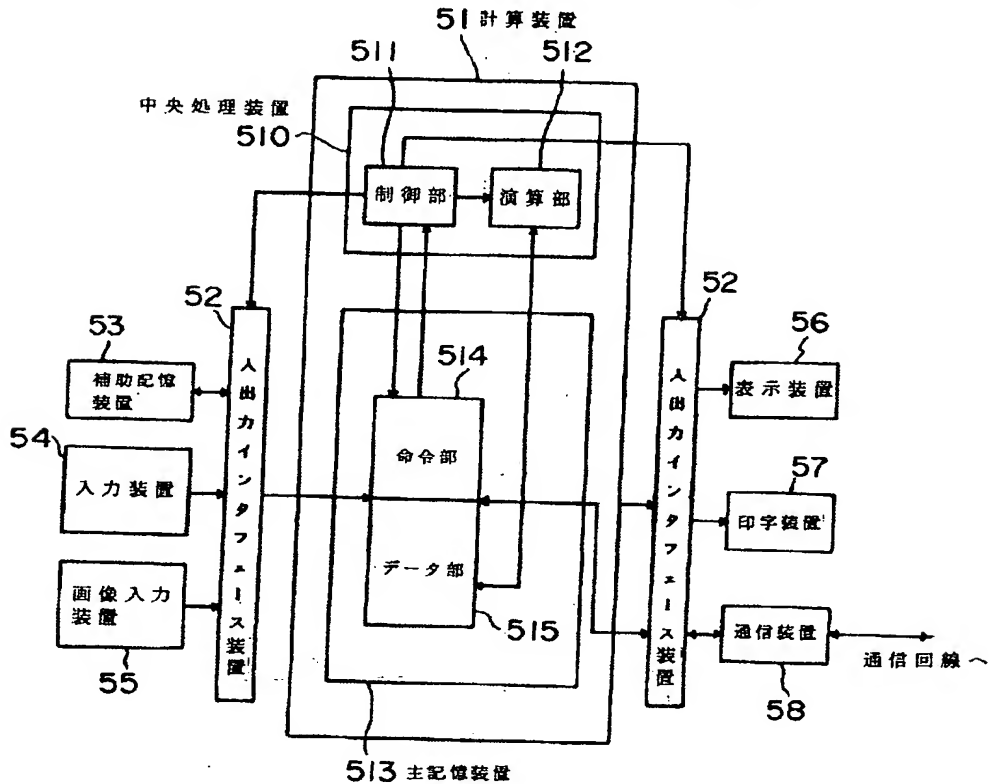 51 計算装置
511
512
中央処理装置
510
制御部
演算部
52
52
53
補助記憶
装置
54
入力装置
画像入力
装置
55
入出力インタフェース装置
514
命令部
データ部
515
入出力インタフェース装置
56
表示装置
57
印字装置
通信装置
58
通信回線へ
513 主記憶装置